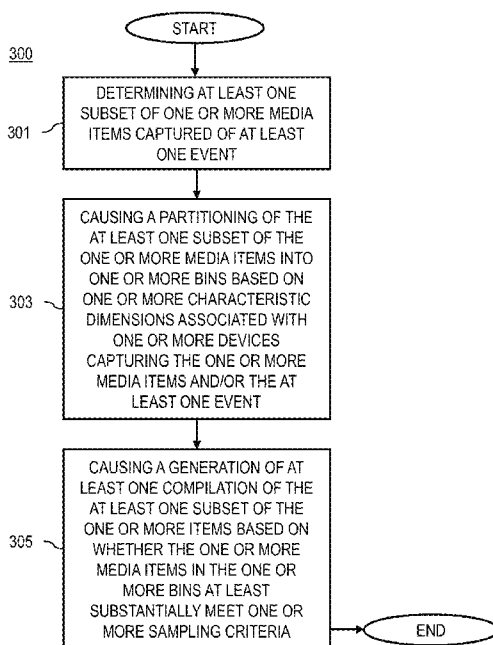 START
300
301
DETERMINING AT LEAST ONE
SUBSET OF ONE OR MORE MEDIA
ITEMS CAPTURED OF AT LEAST
ONE EVENT
303
CAUSING A PARTITIONING OF THE
AT LEAST ONE SUBSET OF THE
ONE OR MORE MEDIA ITEMS INTO
ONE OR MORE BINS BASED ON
ONE OR MORE CHARACTERISTIC
DIMENSIONS ASSOCIATED WITH
ONE OR MORE DEVICES
CAPTURING THE ONE OR MORE
MEDIA ITEMS AND/OR THE AT
LEAST ONE EVENT
305
CAUSING A GENERATION OF AT
LEAST ONE COMPILATION OF THE
AT LEAST ONE SUBSET OF THE
ONE OR MORE ITEMS BASED ON
WHETHER THE ONE OR MORE
MEDIA ITEMS IN THE ONE OR
MORE BINS AT LEAST
SUBSTANTIALLY MEET ONE OR
MORE SAMPLING CRITERIA
END